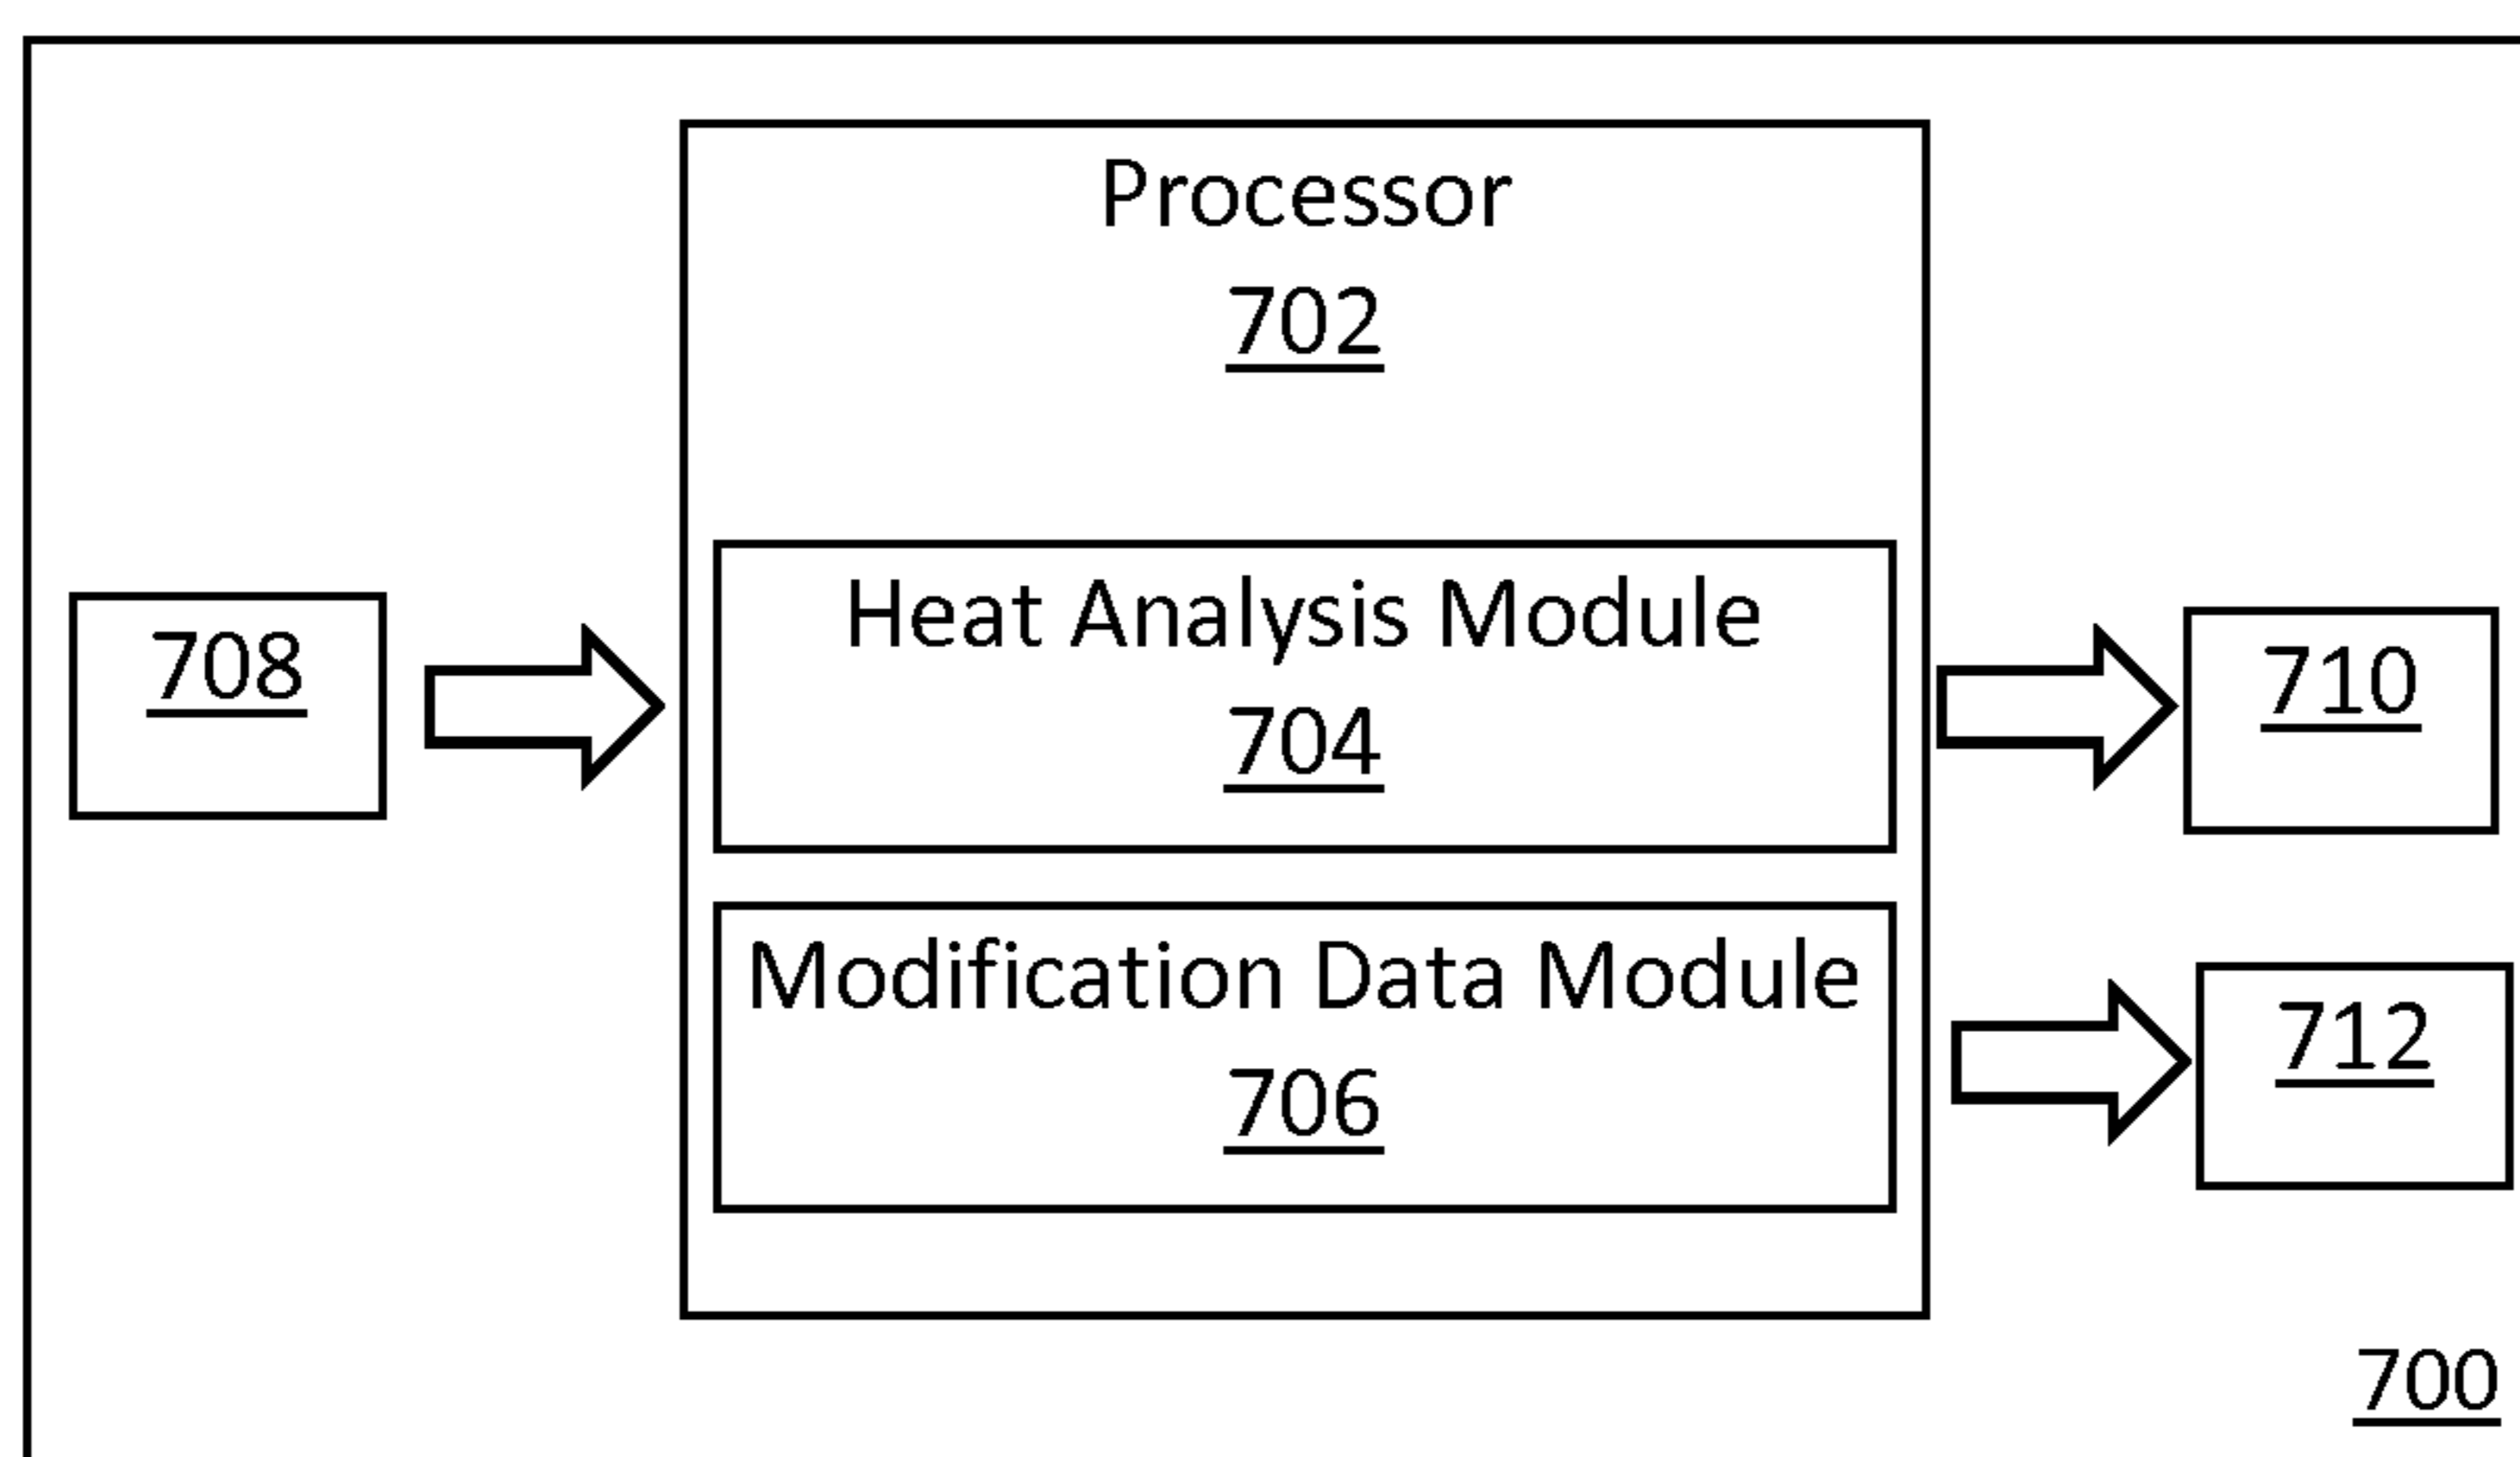 Processor
702
Heat Analysis Module
704
708
710
Modification Data Module
706
712
700